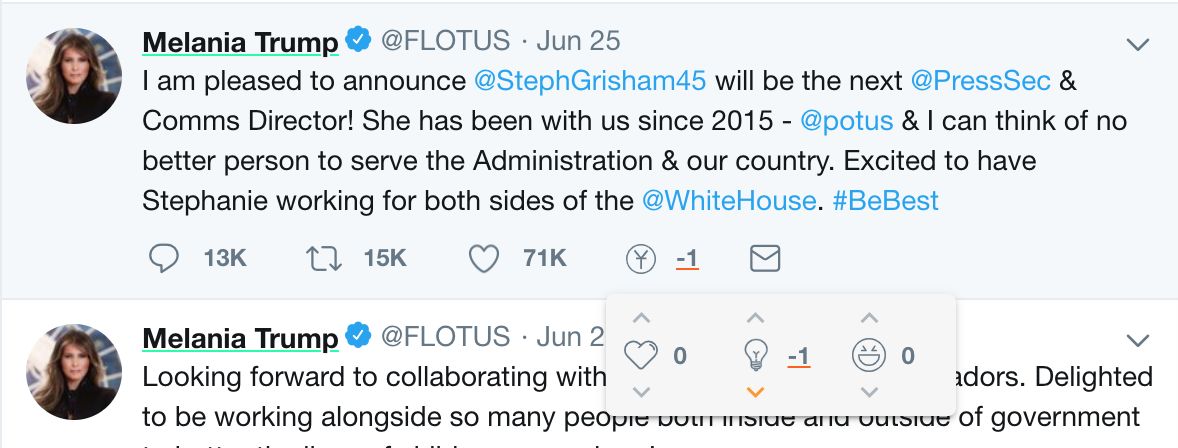 Melania Trump @FLOTUS · Jun 25
I am pleased to announce @StephGrisham45 will be the next @PressSec &
Comms Director! She has been with us since 2015 - @potus & I can think of no
better person to serve the Administration & our country. Excited to have
Stephanie working for both sides of the @WhiteHouse. #BeBest
13K 15K 71K -1
0 -1 0
Melania Trump @FLOTUS · Jun 2
Looking forward to collaborating with adors. Delighted
to be working alongside so many people both inside and outside of government